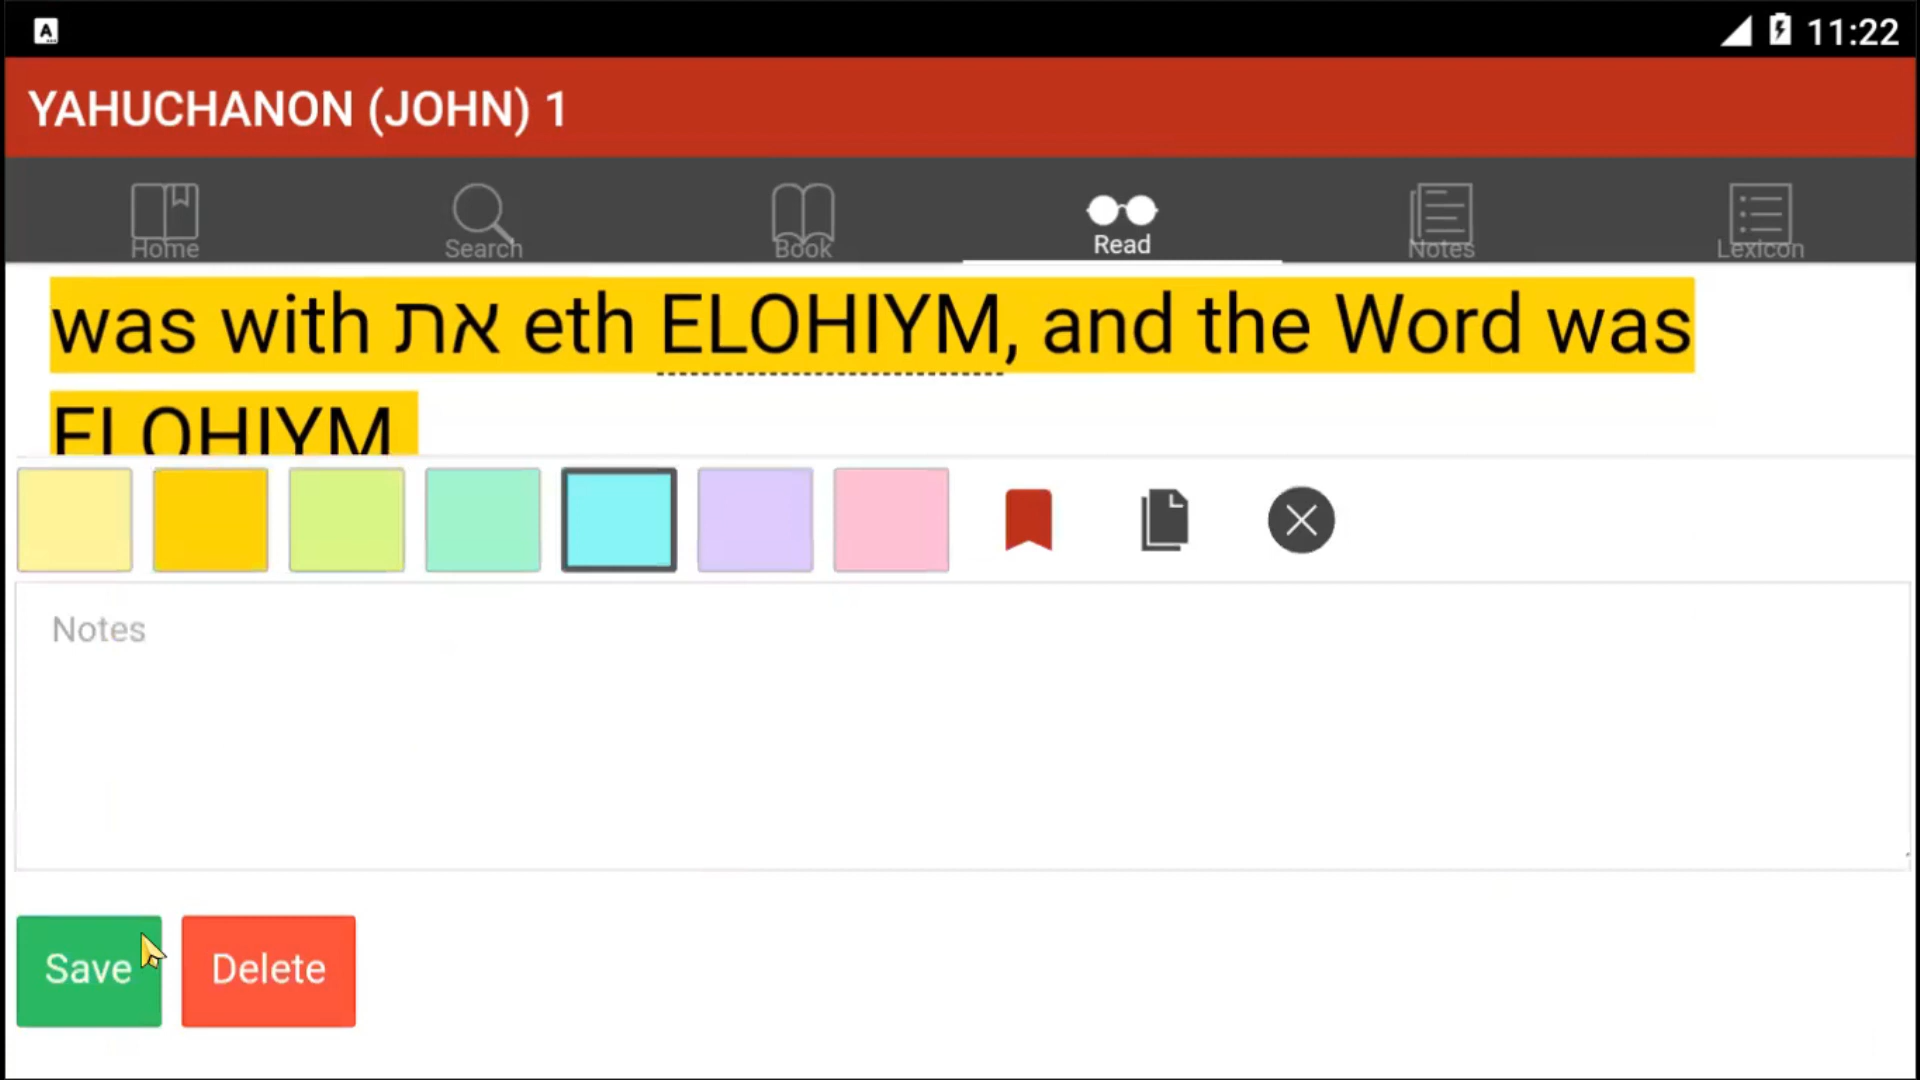 11:22
YAHUCHANON (JOHN) 1
Home Search Book Read Notes Lexicon
was with את eth ELOHIYM, and the Word was
ELOHIYM
Notes
Save Delete